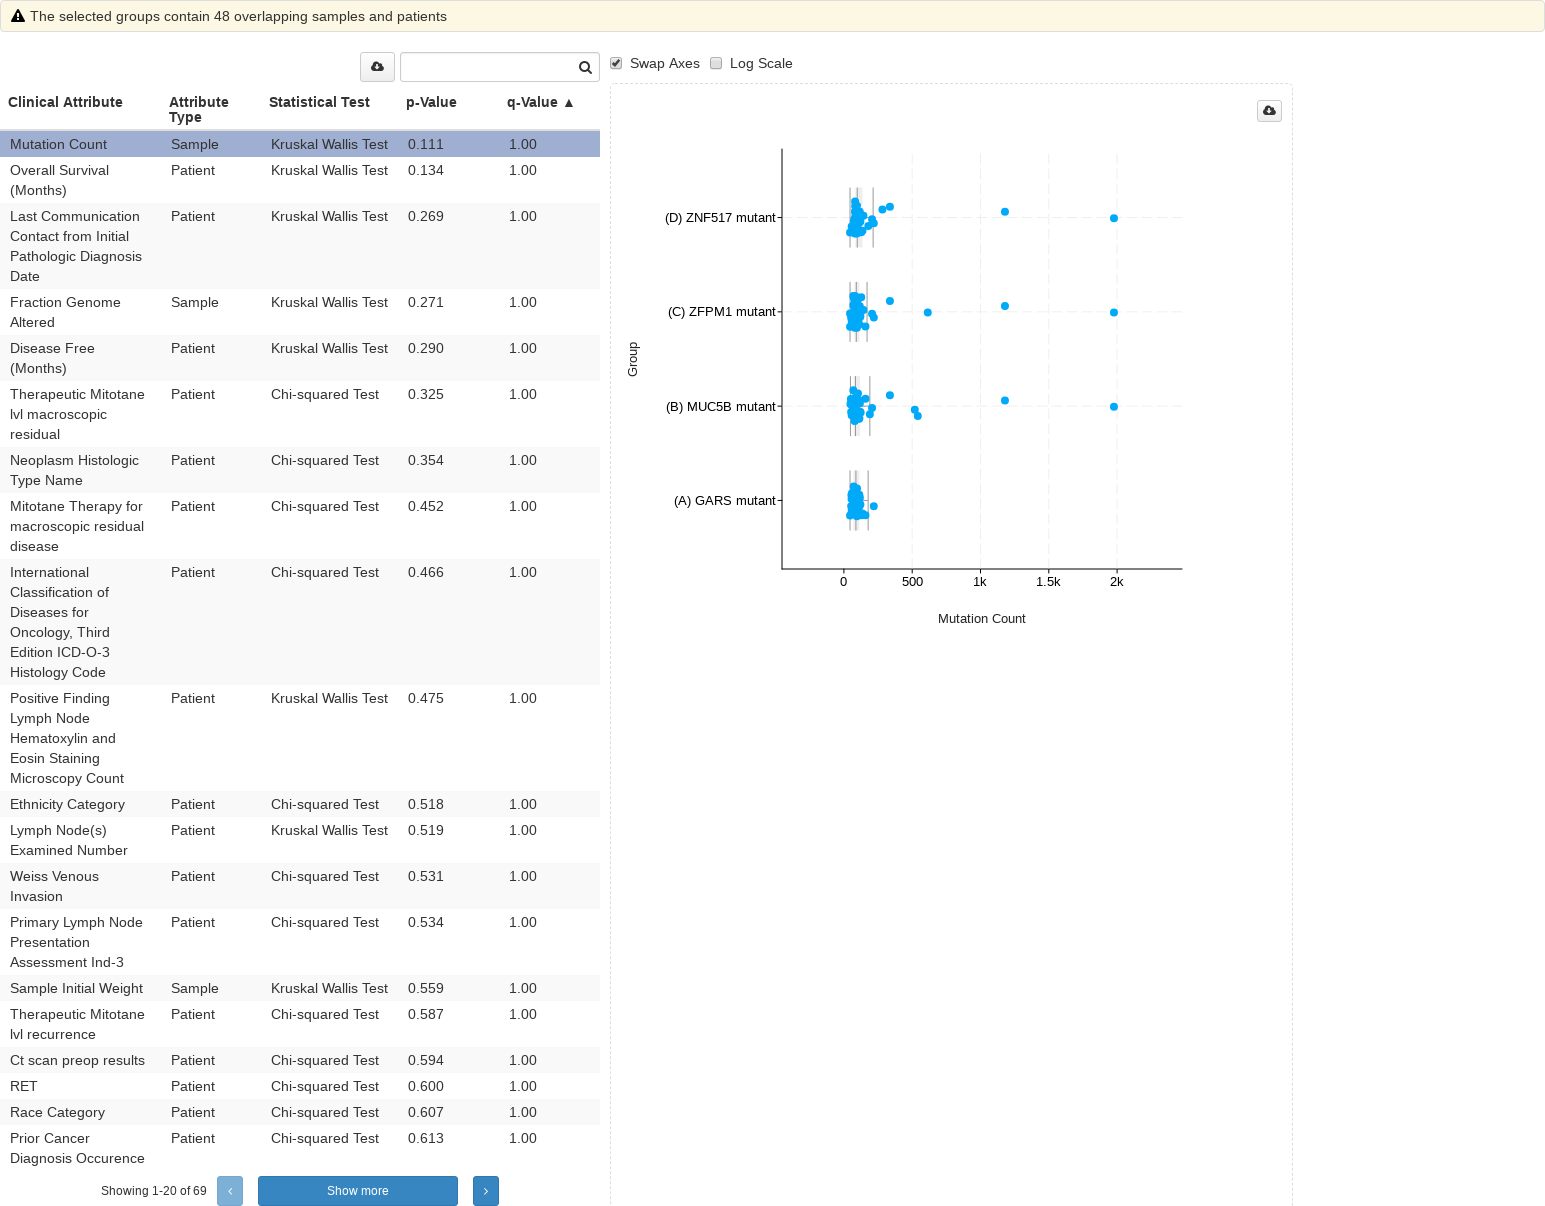 The selected groups contain 48 overlapping samples and patients
Swap Axes Log Scale
Clinical Attribute Attribute Type Statistical Test p-Value q-Value ▲
Mutation Count Sample Kruskal Wallis Test 0.111 1.00
Overall Survival Patient Kruskal Wallis Test 0.134 1.00
(Months)
Last Communication Patient Kruskal Wallis Test 0.269 1.00
Contact from Initial
Pathologic Diagnosis
Date
Fraction Genome Sample Kruskal Wallis Test 0.271 1.00
Altered
Disease Free Patient Kruskal Wallis Test 0.290 1.00
(Months)
Therapeutic Mitotane Patient Chi-squared Test 0.325 1.00
lvl macroscopic
residual
Neoplasm Histologic Patient Chi-squared Test 0.354 1.00
Type Name
Mitotane Therapy for Patient Chi-squared Test 0.452 1.00
macroscopic residual
disease
International Patient Chi-squared Test 0.466 1.00
Classification of
Diseases for
Oncology, Third
Edition ICD-O-3
Histology Code
Positive Finding Patient Kruskal Wallis Test 0.475 1.00
Lymph Node
Hematoxylin and
Eosin Staining
Microscopy Count
Ethnicity Category Patient Chi-squared Test 0.518 1.00
Lymph Node(s) Patient Kruskal Wallis Test 0.519 1.00
Examined Number
Weiss Venous Patient Chi-squared Test 0.531 1.00
Invasion
Primary Lymph Node Patient Chi-squared Test 0.534 1.00
Presentation
Assessment Ind-3
Sample Initial Weight Sample Kruskal Wallis Test 0.559 1.00
Therapeutic Mitotane Patient Chi-squared Test 0.587 1.00
lvl recurrence
Ct scan preop results Patient Chi-squared Test 0.594 1.00
RET Patient Chi-squared Test 0.600 1.00
Race Category Patient Chi-squared Test 0.607 1.00
Prior Cancer Patient Chi-squared Test 0.613 1.00
Diagnosis Occurence
Showing 1-20 of 69 ‹ Show more ›
(D) ZNF517 mutant
(C) ZFPM1 mutant
Group
(B) MUC5B mutant
(A) GARS mutant
0 500 1k 1.5k 2k
Mutation Count